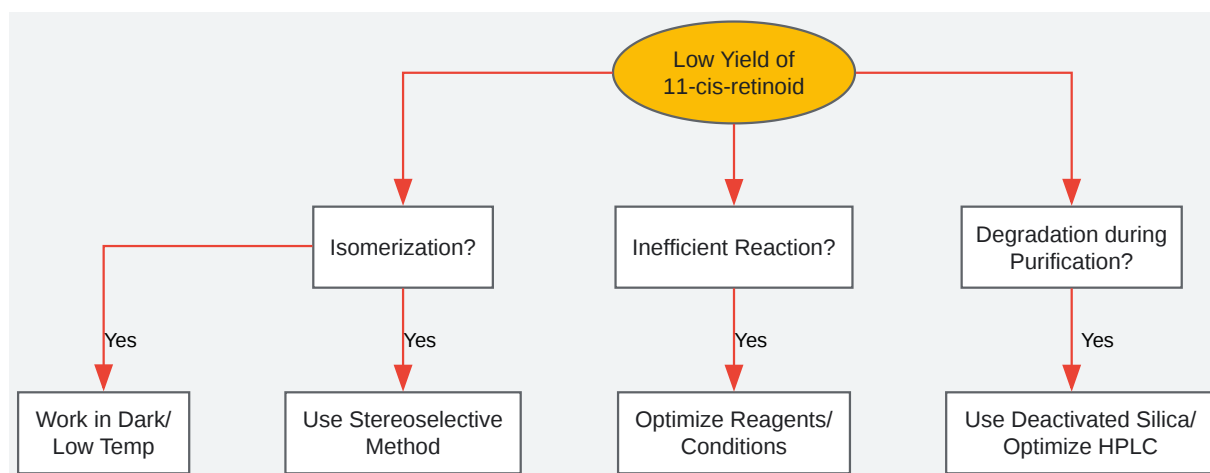 Low Yield of
11-cis-retinoid
Isomerization?
Inefficient Reaction?
Degradation during
Purification?
Yes
Yes
Yes
Yes
Work in Dark/
Low Temp
Use Stereoselective
Method
Optimize Reagents/
Conditions
Use Deactivated Silica/
Optimize HPLC